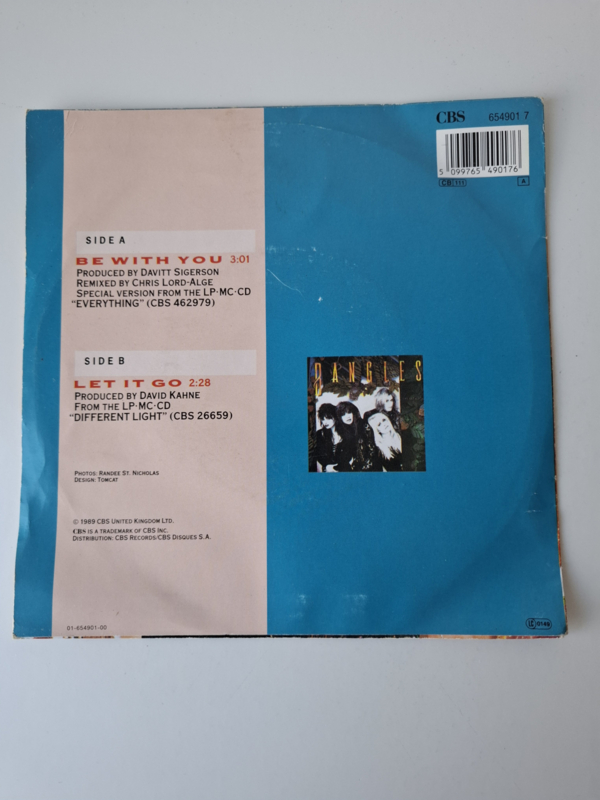 CBS 654901 7
5 099765 490176
CB 111 A
SIDE A
BE WITH YOU 3:01
PRODUCED BY DAVITT SIGERSON
REMIXED BY CHRIS LORD-ALGE
SPECIAL VERSION FROM THE LP·MC·CD
"EVERYTHING" (CBS 462979)
SIDE B
LET IT GO 2:28
PRODUCED BY DAVID KAHNE
FROM THE LP·MC·CD
"DIFFERENT LIGHT" (CBS 26659)
BANGLES
PHOTOS: RANDEE ST. NICHOLAS
DESIGN: TOMCAT
© 1989 CBS UNITED KINGDOM LTD.
CBS IS A TRADEMARK OF CBS INC.
DISTRIBUTION: CBS RECORDS/CBS DISQUES S.A.
01-654901-00
LC 0149